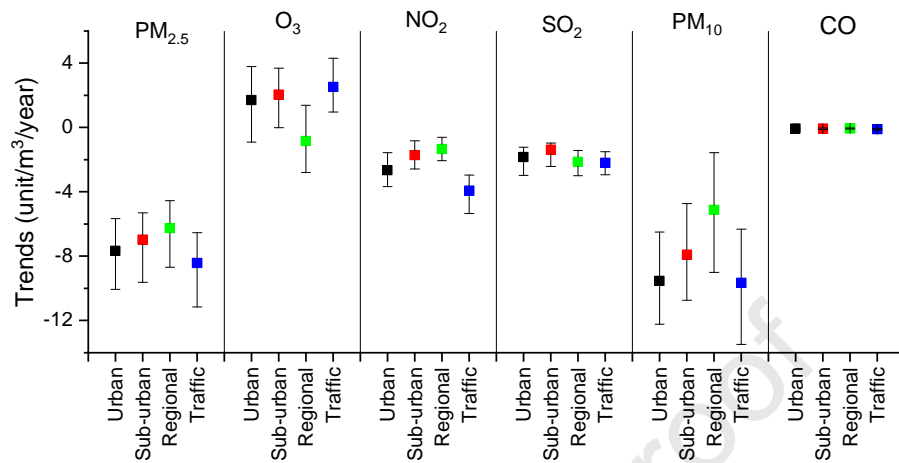 PM2.5 O3 NO2 SO2 PM10 CO
Trends (unit/m3/year)
4
0
-4
-8
-12
Urban Sub-urban Regional Traffic Urban Sub-urban Regional Traffic Urban Sub-urban Regional Traffic Urban Sub-urban Regional Traffic Urban Sub-urban Regional Traffic Urban Sub-urban Regional Traffic
roof